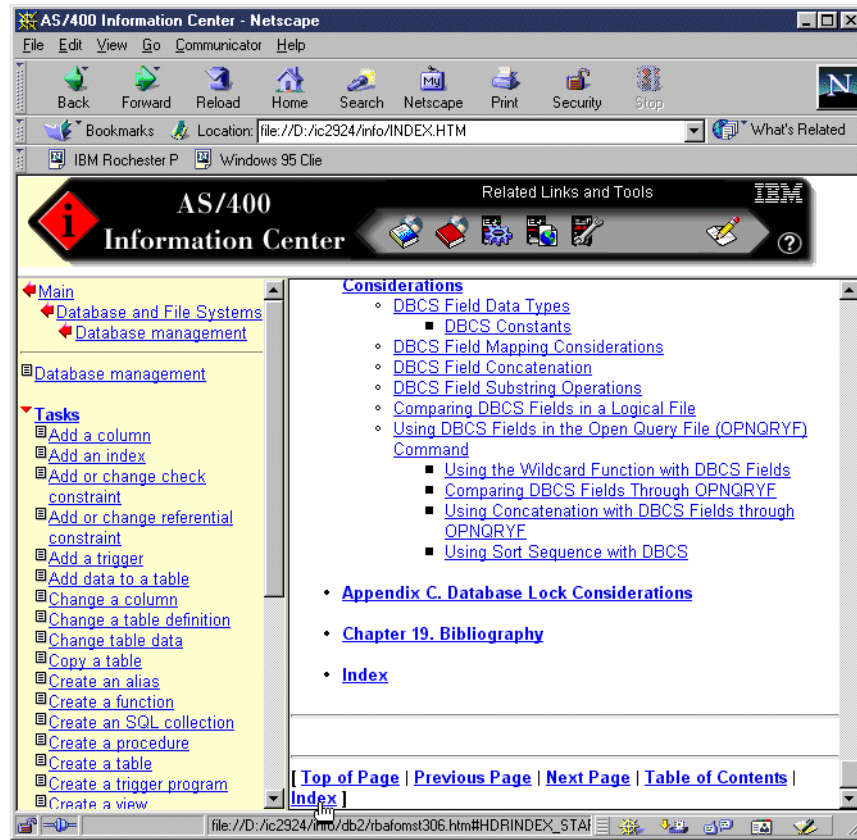 AS/400 Information Center - Netscape
File Edit View Go Communicator Help
Back Forward Reload Home Search Netscape Print Security Stop
My
N
Bookmarks Location: file:///D:/ic2924/info/INDEX.HTM What's Related
IBM Rochester P Windows 95 Clie
AS/400
Information Center
i
Related Links and Tools
IBM
?
Main
Database and File Systems
Database management
Database management
Tasks
Add a column
Add an index
Add or change check
constraint
Add or change referential
constraint
Add a trigger
Add data to a table
Change a column
Change a table definition
Change table data
Copy a table
Create an alias
Create a function
Create an SQL collection
Create a procedure
Create a table
Create a trigger program
Create a view
Considerations
DBCS Field Data Types
DBCS Constants
DBCS Field Mapping Considerations
DBCS Field Concatenation
DBCS Field Substring Operations
Comparing DBCS Fields in a Logical File
Using DBCS Fields in the Open Query File (OPNQRYF)
Command
Using the Wildcard Function with DBCS Fields
Comparing DBCS Fields Through OPNQRYF
Using Concatenation with DBCS Fields through
OPNQRYF
Using Sort Sequence with DBCS
Appendix C. Database Lock Considerations
Chapter 19. Bibliography
Index
[ Top of Page | Previous Page | Next Page | Table of Contents |
Index ]
file://D:/ic2924/info/db2/rbafomst306.htm#HDRINDEX_STAF